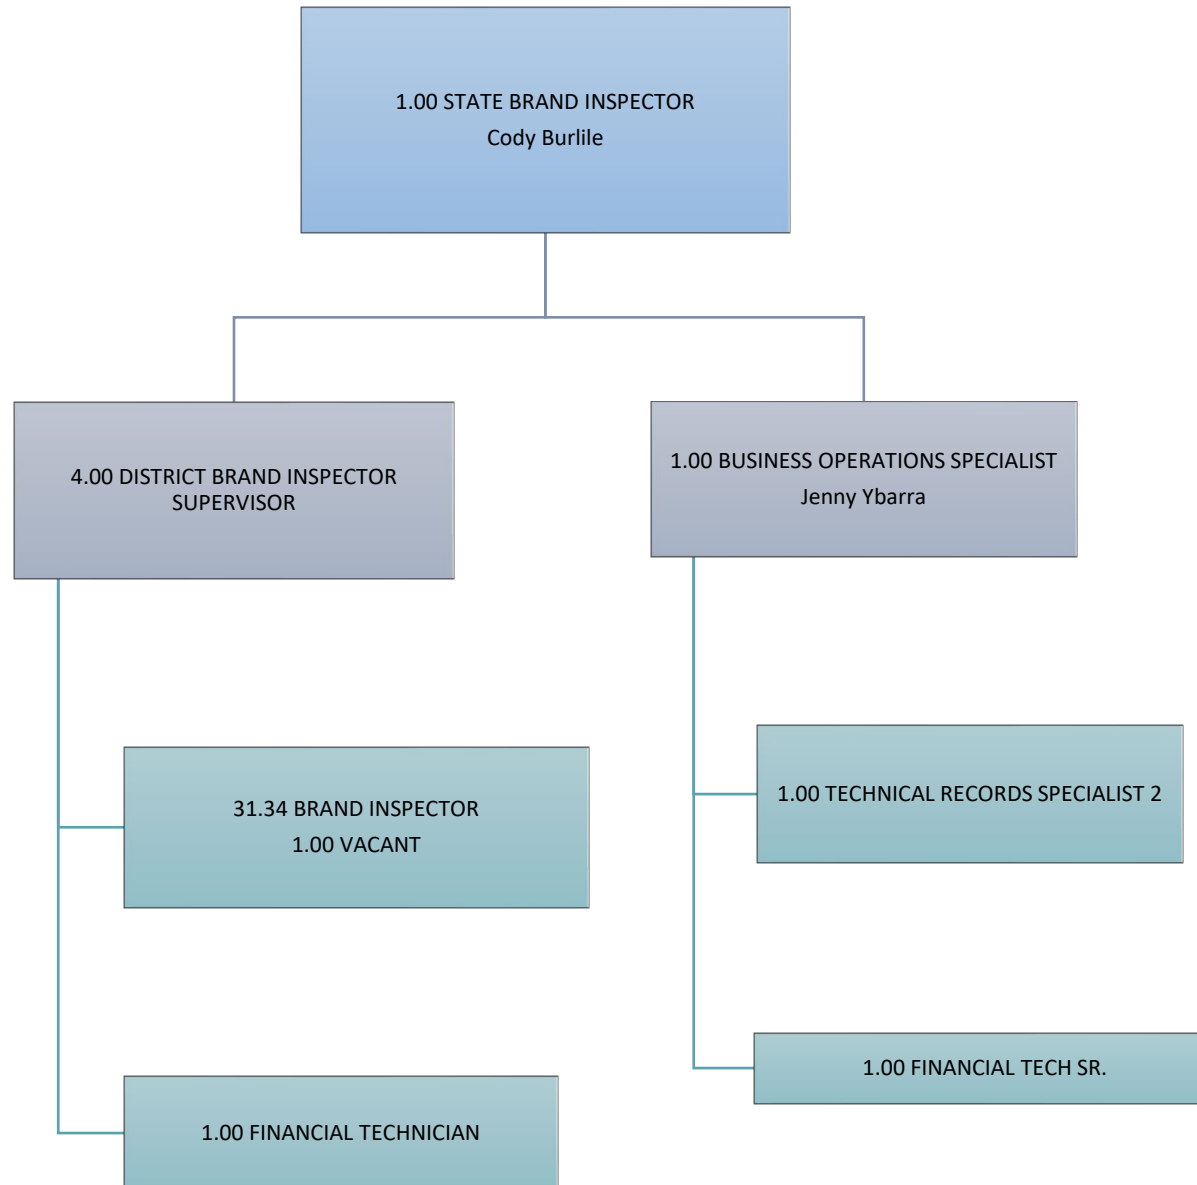 1.00 STATE BRAND INSPECTOR
Cody Burlile
4.00 DISTRICT BRAND INSPECTOR
SUPERVISOR
1.00 BUSINESS OPERATIONS SPECIALIST
Jenny Ybarra
31.34 BRAND INSPECTOR
1.00 VACANT
1.00 TECHNICAL RECORDS SPECIALIST 2
1.00 FINANCIAL TECHNICIAN
1.00 FINANCIAL TECH SR.